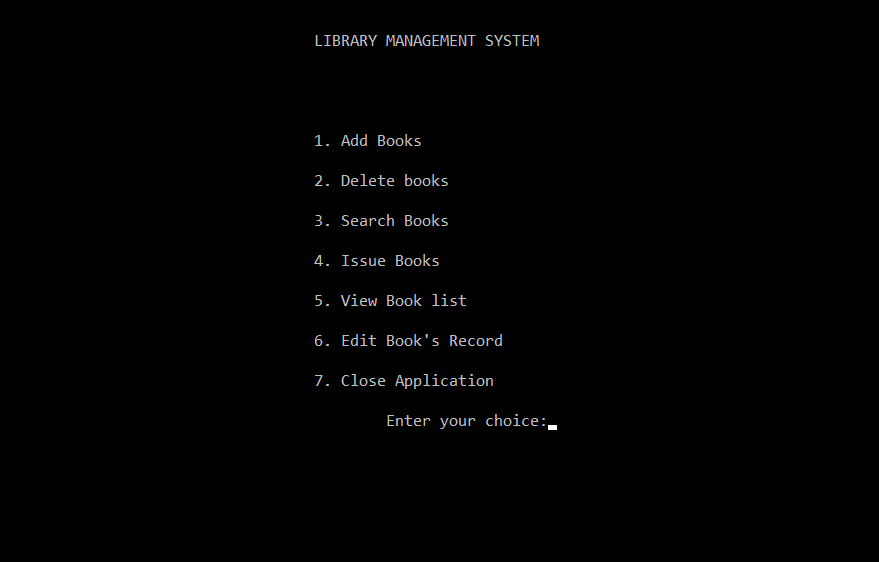 LIBRARY MANAGEMENT SYSTEM
1. Add Books
2. Delete books
3. Search Books
4. Issue Books
5. View Book list
6. Edit Book's Record
7. Close Application
Enter your choice: